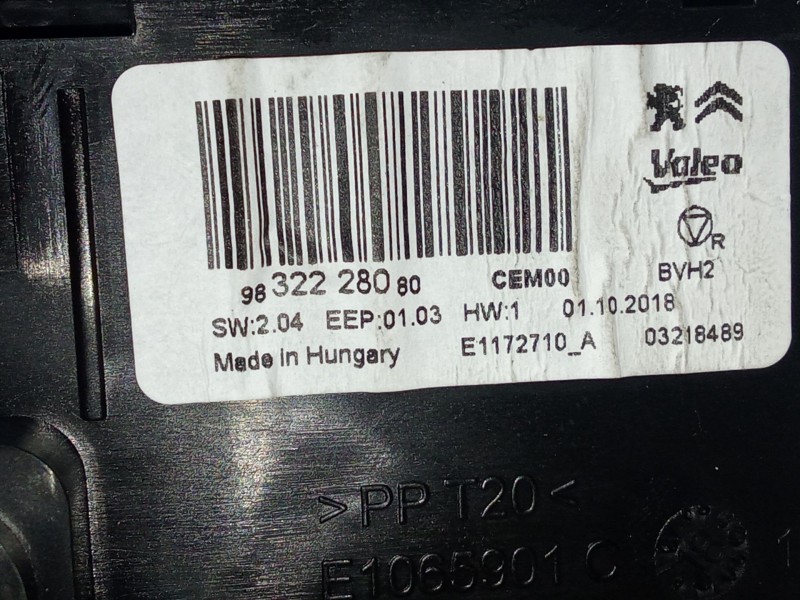 Valeo
R
98 322 280 80 CEM00 BVH2
SW:2.04 EEP:01.03 HW:1 01.10.2018
Made in Hungary E1172710_A 03218489
>PP T20<
E1065901 C